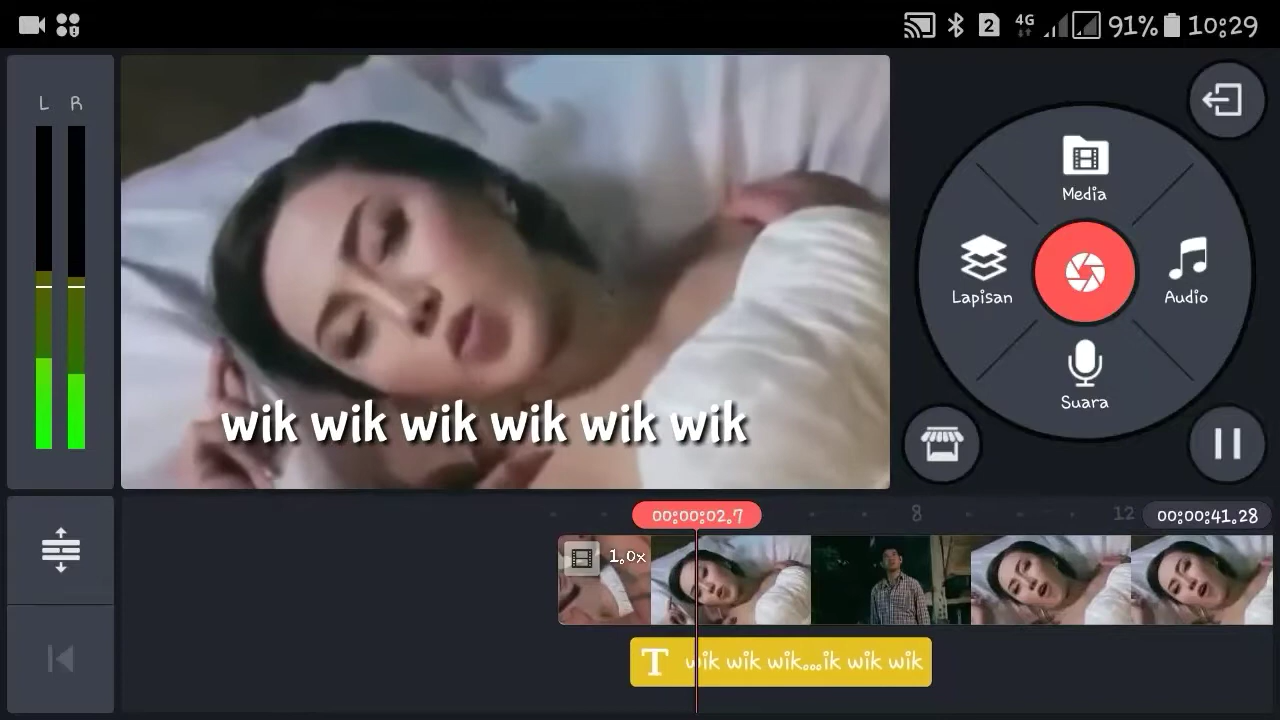 2 4G 91% 10:29
L R
Media
Lapisan
Audio
Suara
wik wik wik wik wik wik
00:00:02.7 8 12 00:00:41.28
1.0x
T wik wik wik...ik wik wik